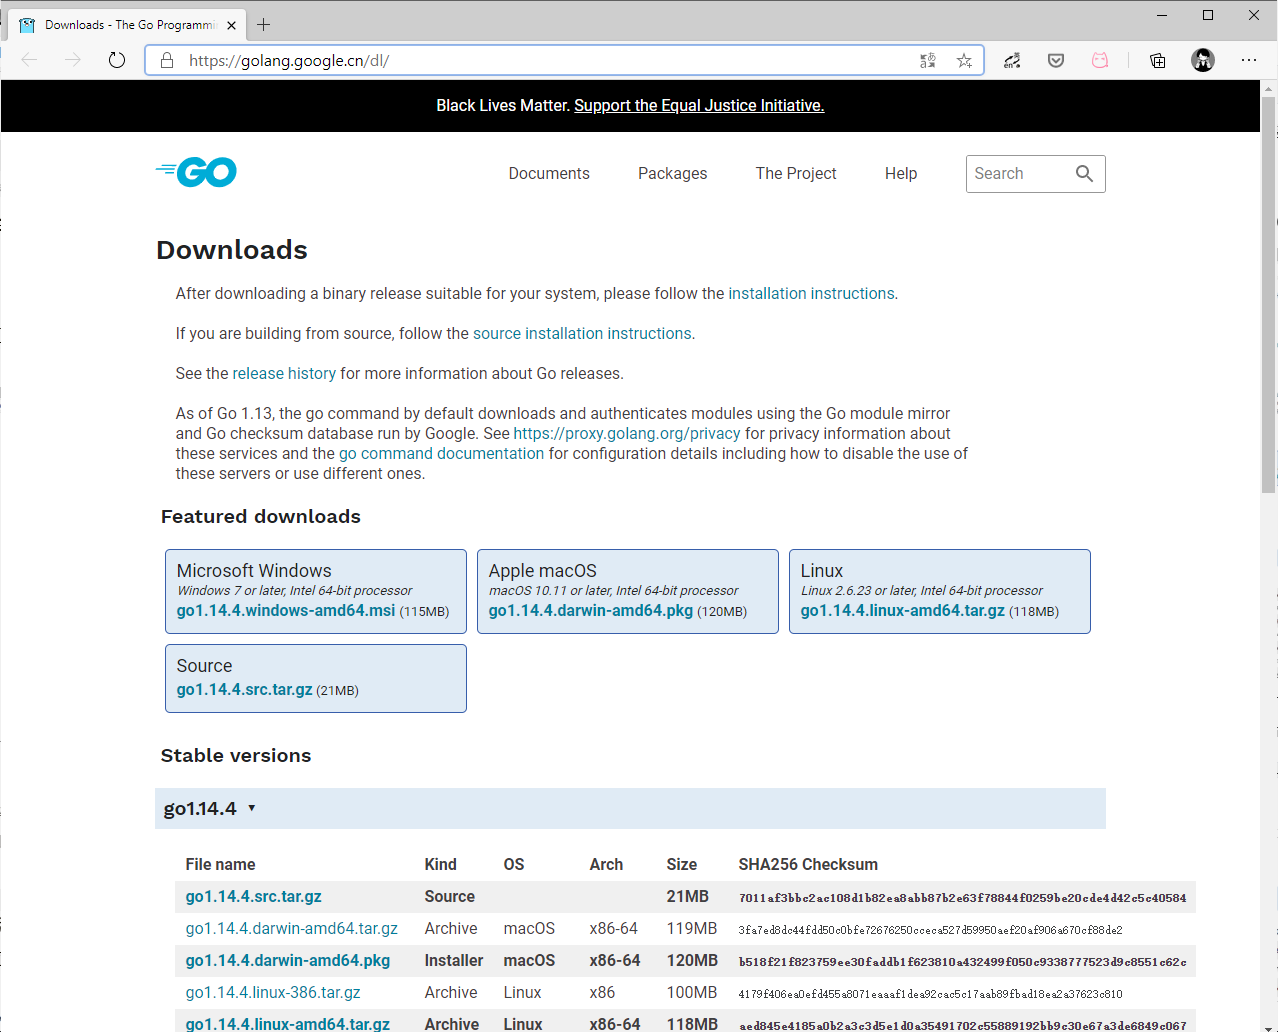 Downloads - The Go Programmi
https://golang.google.cn/dl/
Black Lives Matter. Support the Equal Justice Initiative.
GO
Documents Packages The Project Help Search
Downloads
After downloading a binary release suitable for your system, please follow the installation instructions.
If you are building from source, follow the source installation instructions.
See the release history for more information about Go releases.
As of Go 1.13, the go command by default downloads and authenticates modules using the Go module mirror
and Go checksum database run by Google. See https://proxy.golang.org/privacy for privacy information about
these services and the go command documentation for configuration details including how to disable the use of
these servers or use different ones.
Featured downloads
Microsoft Windows
Windows 7 or later, Intel 64-bit processor
go1.14.4.windows-amd64.msi (115MB)
Apple macOS
macOS 10.11 or later, Intel 64-bit processor
go1.14.4.darwin-amd64.pkg (120MB)
Linux
Linux 2.6.23 or later, Intel 64-bit processor
go1.14.4.linux-amd64.tar.gz (118MB)
Source
go1.14.4.src.tar.gz (21MB)
Stable versions
go1.14.4 ▾
File name Kind OS Arch Size SHA256 Checksum
go1.14.4.src.tar.gz Source 21MB 7011af3bbc2ac108d1b82ea8abb87b2e63f78844f0259be20cde4d42c5c40584
go1.14.4.darwin-amd64.tar.gz Archive macOS x86-64 119MB 3fa7ed8dc44fdd50c0bfe72676250cceca527d59950aef20af906a670cf88de2
go1.14.4.darwin-amd64.pkg Installer macOS x86-64 120MB b518f21f823759ee30faddb1f623810a432499f050c9338777523d9c8551c62c
go1.14.4.linux-386.tar.gz Archive Linux x86 100MB 4179f406ea0efd455a8071eaaaf1dea92cac5c17aab89fbad18ea2a37623c810
go1.14.4.linux-amd64.tar.gz Archive Linux x86-64 118MB aed845e4185a0b2a3c3d5e1d0a35491702c55889192bb9c30e67a3de6849c067